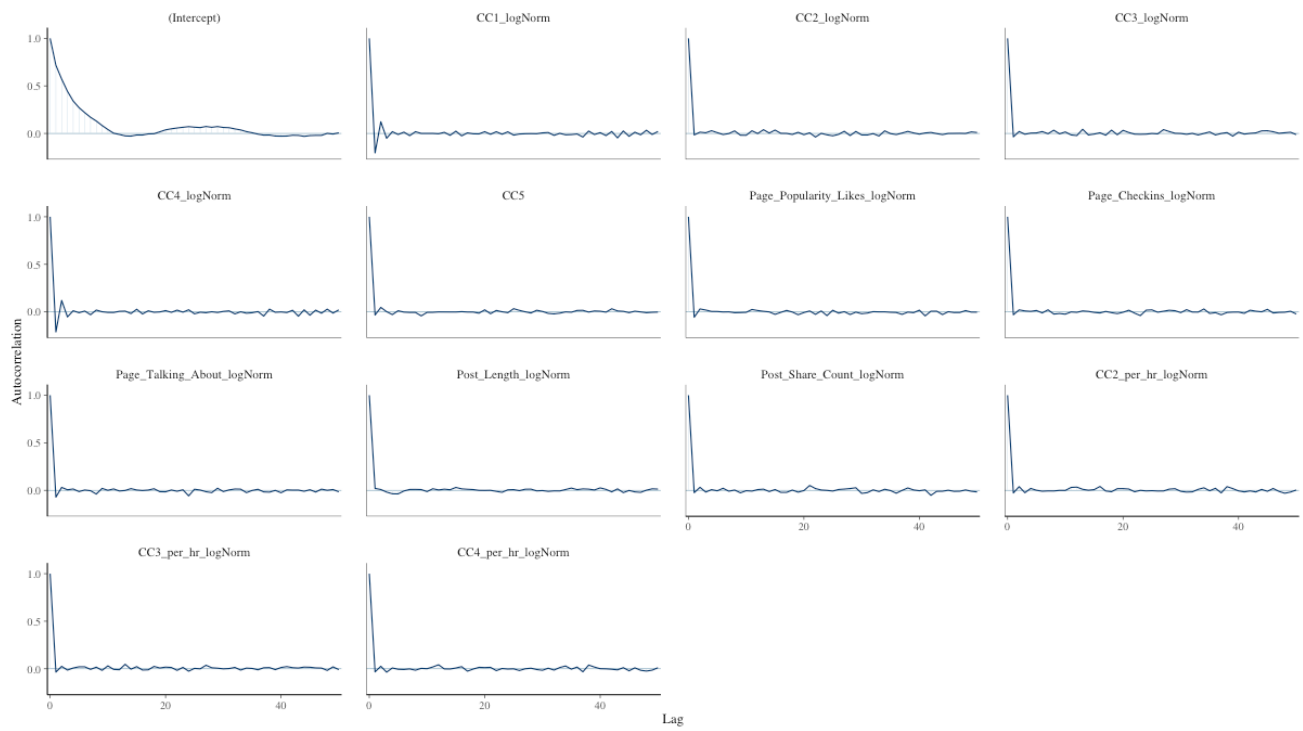 (Intercept)
CC1_logNorm
CC2_logNorm
CC3_logNorm
1.0
0.5
0.0
CC4_logNorm
CC5
Page_Popularity_Likes_logNorm
Page_Checkins_logNorm
1.0
0.5
0.0
Autocorrelation
Page_Talking_About_logNorm
Post_Length_logNorm
Post_Share_Count_logNorm
CC2_per_hr_logNorm
1.0
0.5
0.0
0 20 40
0 20 40
CC3_per_hr_logNorm
CC4_per_hr_logNorm
1.0
0.5
0.0
0 20 40
0 20 40
Lag